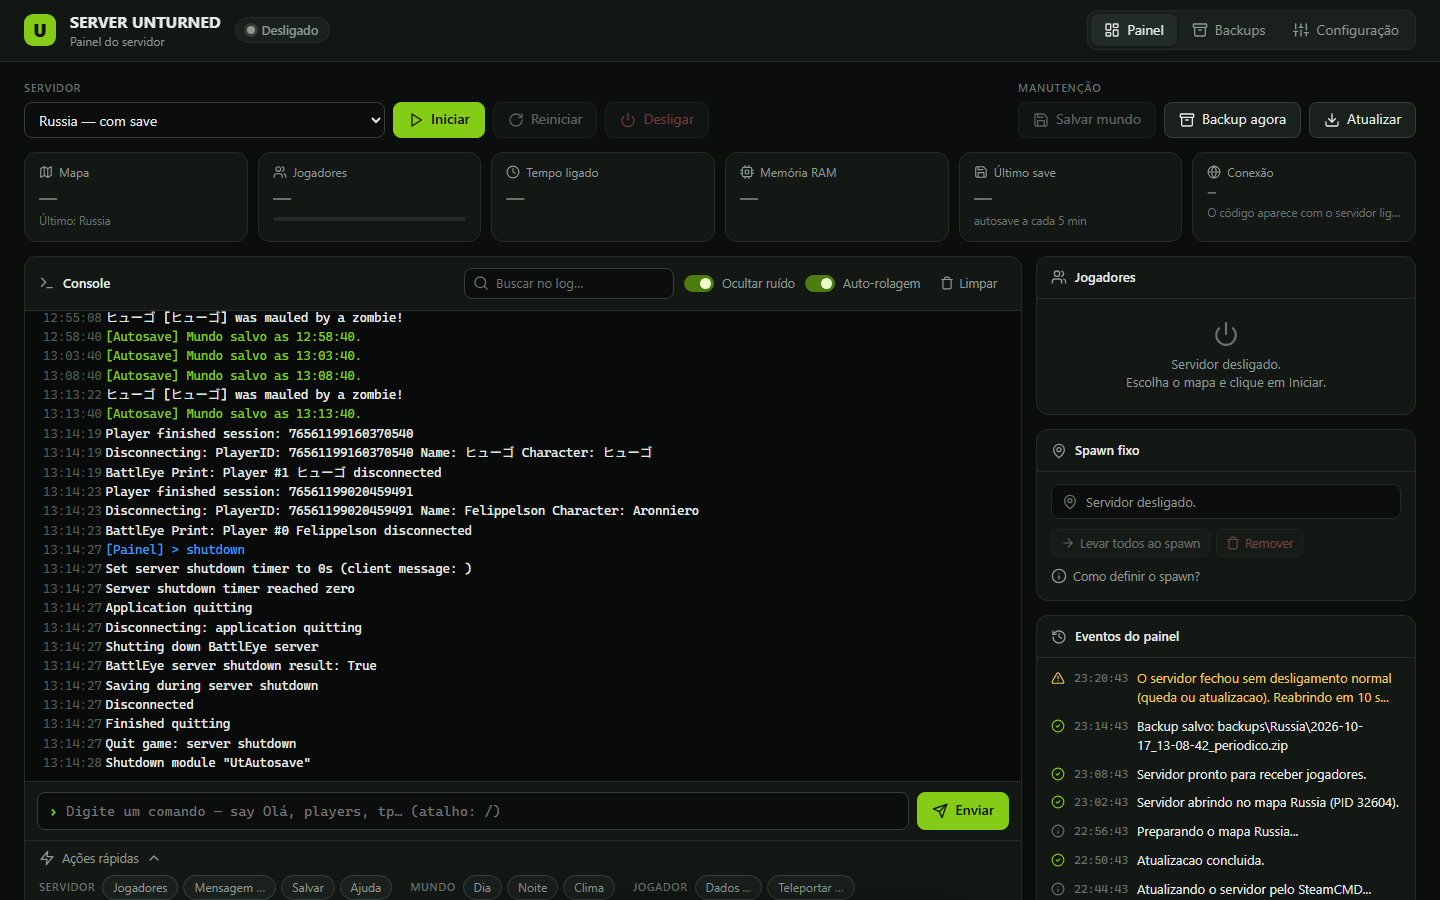 U
SERVER UNTURNED
Painel do servidor
Desligado
Painel
Backups
Configuração
SERVIDOR
MANUTENÇÃO
Russia — com save
Iniciar
Reiniciar
Desligar
Salvar mundo
Backup agora
Atualizar
Mapa
—
Último: Russia
Jogadores
—
Tempo ligado
—
Memória RAM
—
Último save
—
autosave a cada 5 min
Conexão
—
O código aparece com o servidor lig...
Console
Buscar no log...
Ocultar ruído
Auto-rolagem
Limpar
12:55:08 ヒューゴ [ヒューゴ] was mauled by a zombie!
12:58:40 [Autosave] Mundo salvo as 12:58:40.
13:03:40 [Autosave] Mundo salvo as 13:03:40.
13:08:40 [Autosave] Mundo salvo as 13:08:40.
13:13:22 ヒューゴ [ヒューゴ] was mauled by a zombie!
13:13:40 [Autosave] Mundo salvo as 13:13:40.
13:14:19 Player finished session: 76561199160370540
13:14:19 Disconnecting: PlayerID: 76561199160370540 Name: ヒューゴ Character: ヒューゴ
13:14:19 BattlEye Print: Player #1 ヒューゴ disconnected
13:14:23 Player finished session: 76561199020459491
13:14:23 Disconnecting: PlayerID: 76561199020459491 Name: Felippelson Character: Aronniero
13:14:23 BattlEye Print: Player #0 Felippelson disconnected
13:14:27 [Painel] > shutdown
13:14:27 Set server shutdown timer to 0s (client message: )
13:14:27 Server shutdown timer reached zero
13:14:27 Application quitting
13:14:27 Disconnecting: application quitting
13:14:27 Shutting down BattlEye server
13:14:27 BattlEye server shutdown result: True
13:14:27 Saving during server shutdown
13:14:27 Disconnected
13:14:27 Finished quitting
13:14:27 Quit game: server shutdown
13:14:28 Shutdown module "UtAutosave"
› Digite um comando — say Olá, players, tp… (atalho: /)
Enviar
Ações rápidas
SERVIDOR
Jogadores
Mensagem ...
Salvar
Ajuda
MUNDO
Dia
Noite
Clima
JOGADOR
Dados ...
Teleportar ...
Jogadores
Servidor desligado.
Escolha o mapa e clique em Iniciar.
Spawn fixo
Servidor desligado.
Levar todos ao spawn
Remover
Como definir o spawn?
Eventos do painel
23:20:43 O servidor fechou sem desligamento normal
(queda ou atualizacao). Reabrindo em 10 s...
23:14:43 Backup salvo: backups\Russia\2026-10-
17_13-08-42_periodico.zip
23:08:43 Servidor pronto para receber jogadores.
23:02:43 Servidor abrindo no mapa Russia (PID 32604).
22:56:43 Preparando o mapa Russia...
22:50:43 Atualizacao concluida.
22:44:43 Atualizando o servidor pelo SteamCMD...